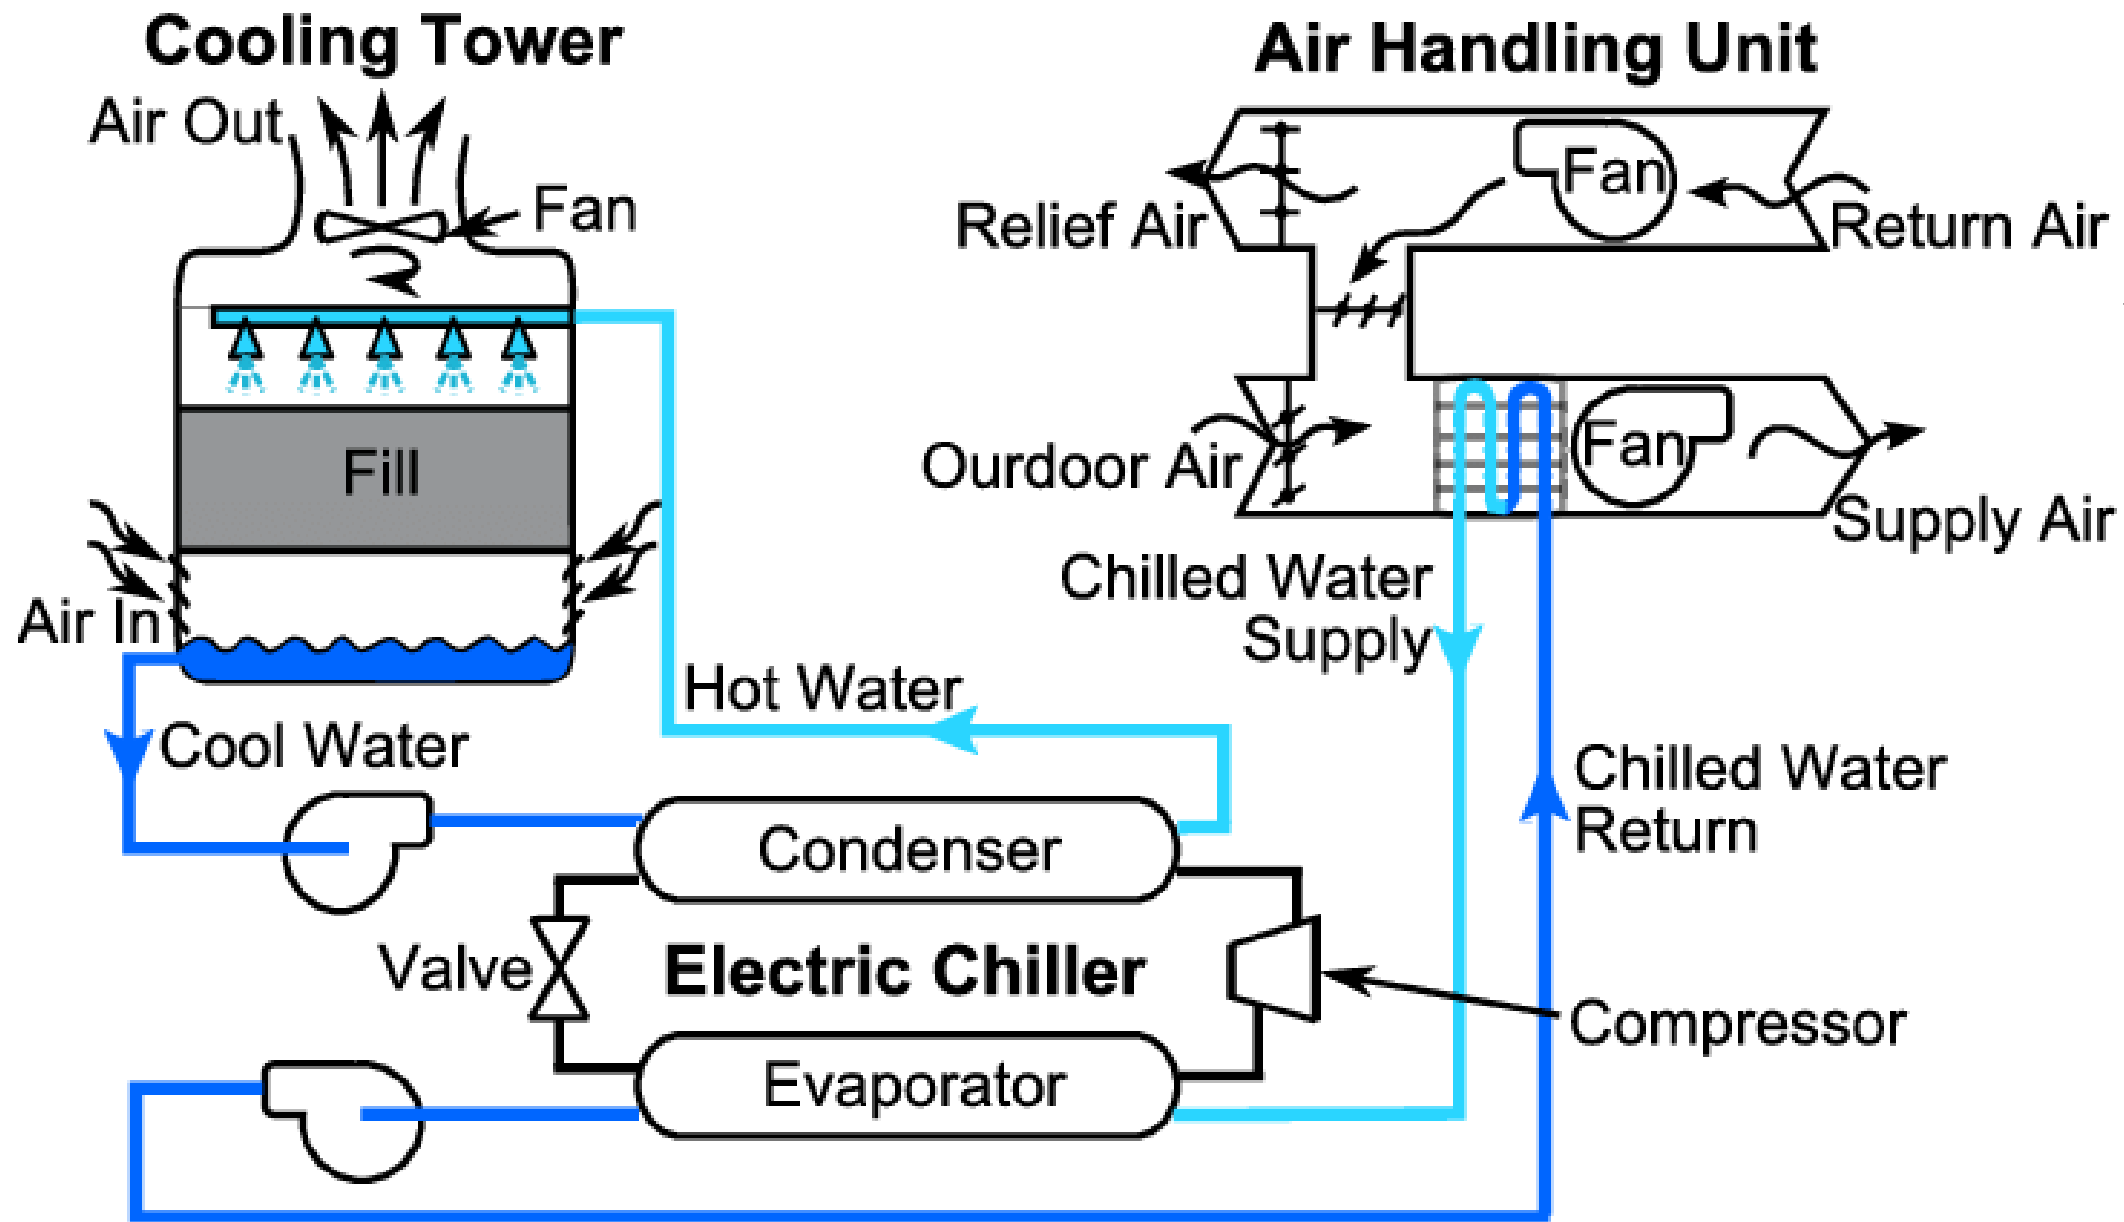 Cooling Tower
Air Out
Fan
Fill
Air In
Cool Water
Hot Water
Air Handling Unit
Fan
Relief Air
Return Air
Ourdoor Air
Fan
Supply Air
Chilled Water
Supply
Chilled Water
Return
Condenser
Valve
Electric Chiller
Compressor
Evaporator